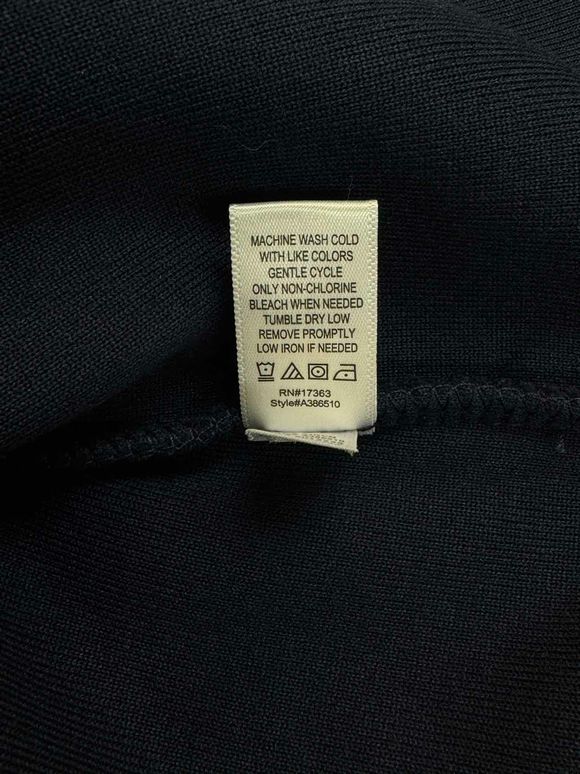 MACHINE WASH COLD
WITH LIKE COLORS
GENTLE CYCLE
ONLY NON-CHLORINE
BLEACH WHEN NEEDED
TUMBLE DRY LOW
REMOVE PROMPTLY
LOW IRON IF NEEDED
RN#17363
Style#A386510